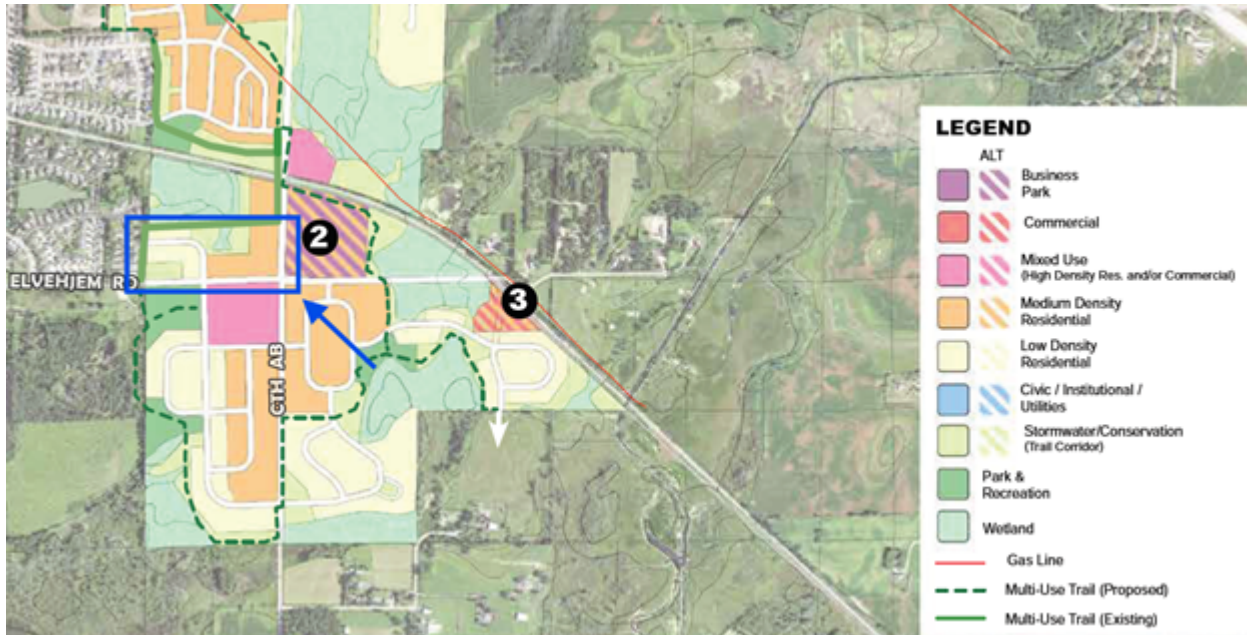 2
ELVEHJEM RD
3
CTH AB
LEGEND
ALT
Business
Park
Commercial
Mixed Use
(High Density Res. and/or Commercial)
Medium Density
Residential
Low Density
Residential
Civic / Institutional /
Utilities
Stormwater/Conservation
(Trail Corridor)
Park &
Recreation
Wetland
Gas Line
Multi-Use Trail (Proposed)
Multi-Use Trail (Existing)